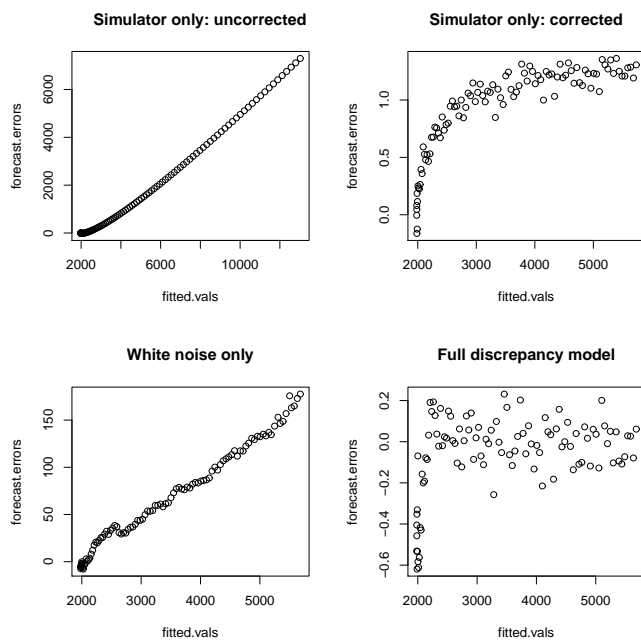 Simulator only: uncorrected
forecast.errors
0 2000 4000 6000
2000 6000 10000
fitted.vals
Simulator only: corrected
forecast.errors
0.0 0.5 1.0
2000 3000 4000 5000
fitted.vals
White noise only
forecast.errors
0 50 100 150
2000 3000 4000 5000
fitted.vals
Full discrepancy model
forecast.errors
-0.6 -0.4 -0.2 0.0 0.2
2000 3000 4000 5000
fitted.vals